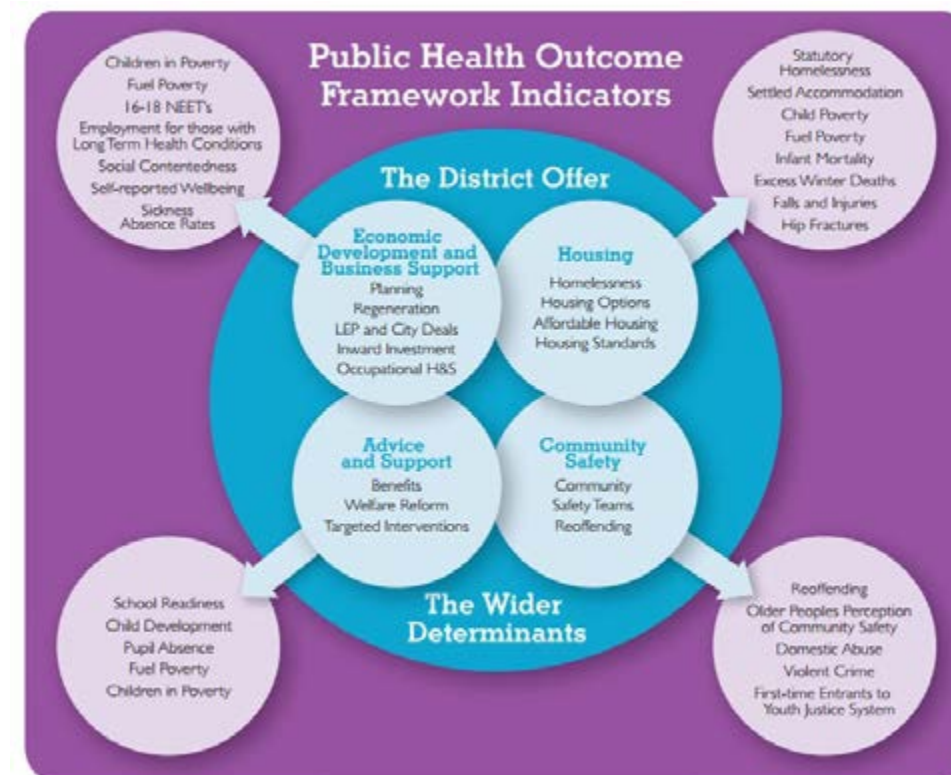 Public Health Outcome
Framework Indicators
Children in Poverty
Fuel Poverty
16-18 NEET's
Employment for those with
Long Term Health Conditions
Social Contentedness
Self-reported Wellbeing
Sickness
Absence Rates
Statutory
Homelessness
Settled Accommodation
Child Poverty
Fuel Poverty
Infant Mortality
Excess Winter Deaths
Falls and Injuries
Hip Fractures
The District Offer
Economic
Development and
Business Support
Planning
Regeneration
LEP and City Deals
Inward Investment
Occupational H&S
Housing
Homelessness
Housing Options
Affordable Housing
Housing Standards
Advice
and Support
Benefits
Welfare Reform
Targeted Interventions
Community
Safety
Community
Safety Teams
Reoffending
The Wider
Determinants
School Readiness
Child Development
Pupil Absence
Fuel Poverty
Children in Poverty
Reoffending
Older Peoples Perception
of Community Safety
Domestic Abuse
Violent Crime
First-time Entrants to
Youth Justice System